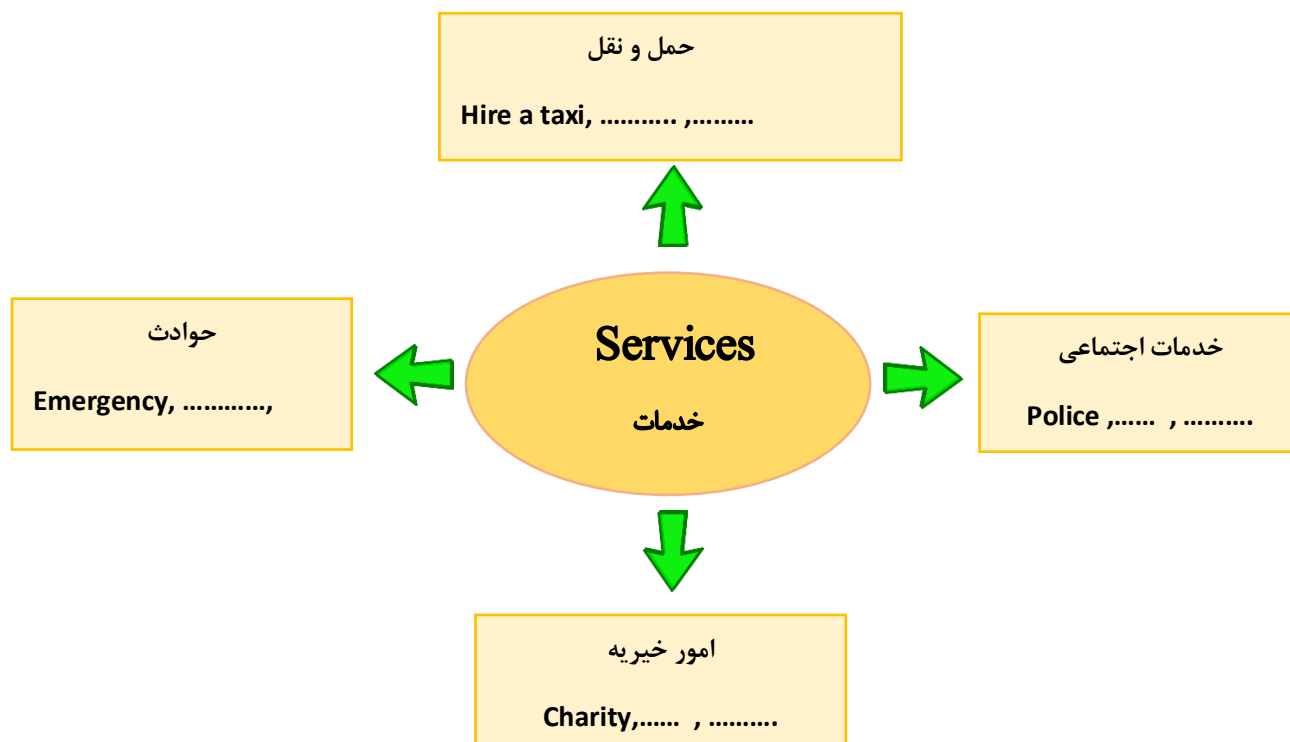 حمل و نقل
Hire a taxi, ……….. ,………
حوادث
Emergency, …………,
Services
خدمات
خدمات اجتماعی
Police ,…… , ……….
امور خیریه
Charity,…… , ……….